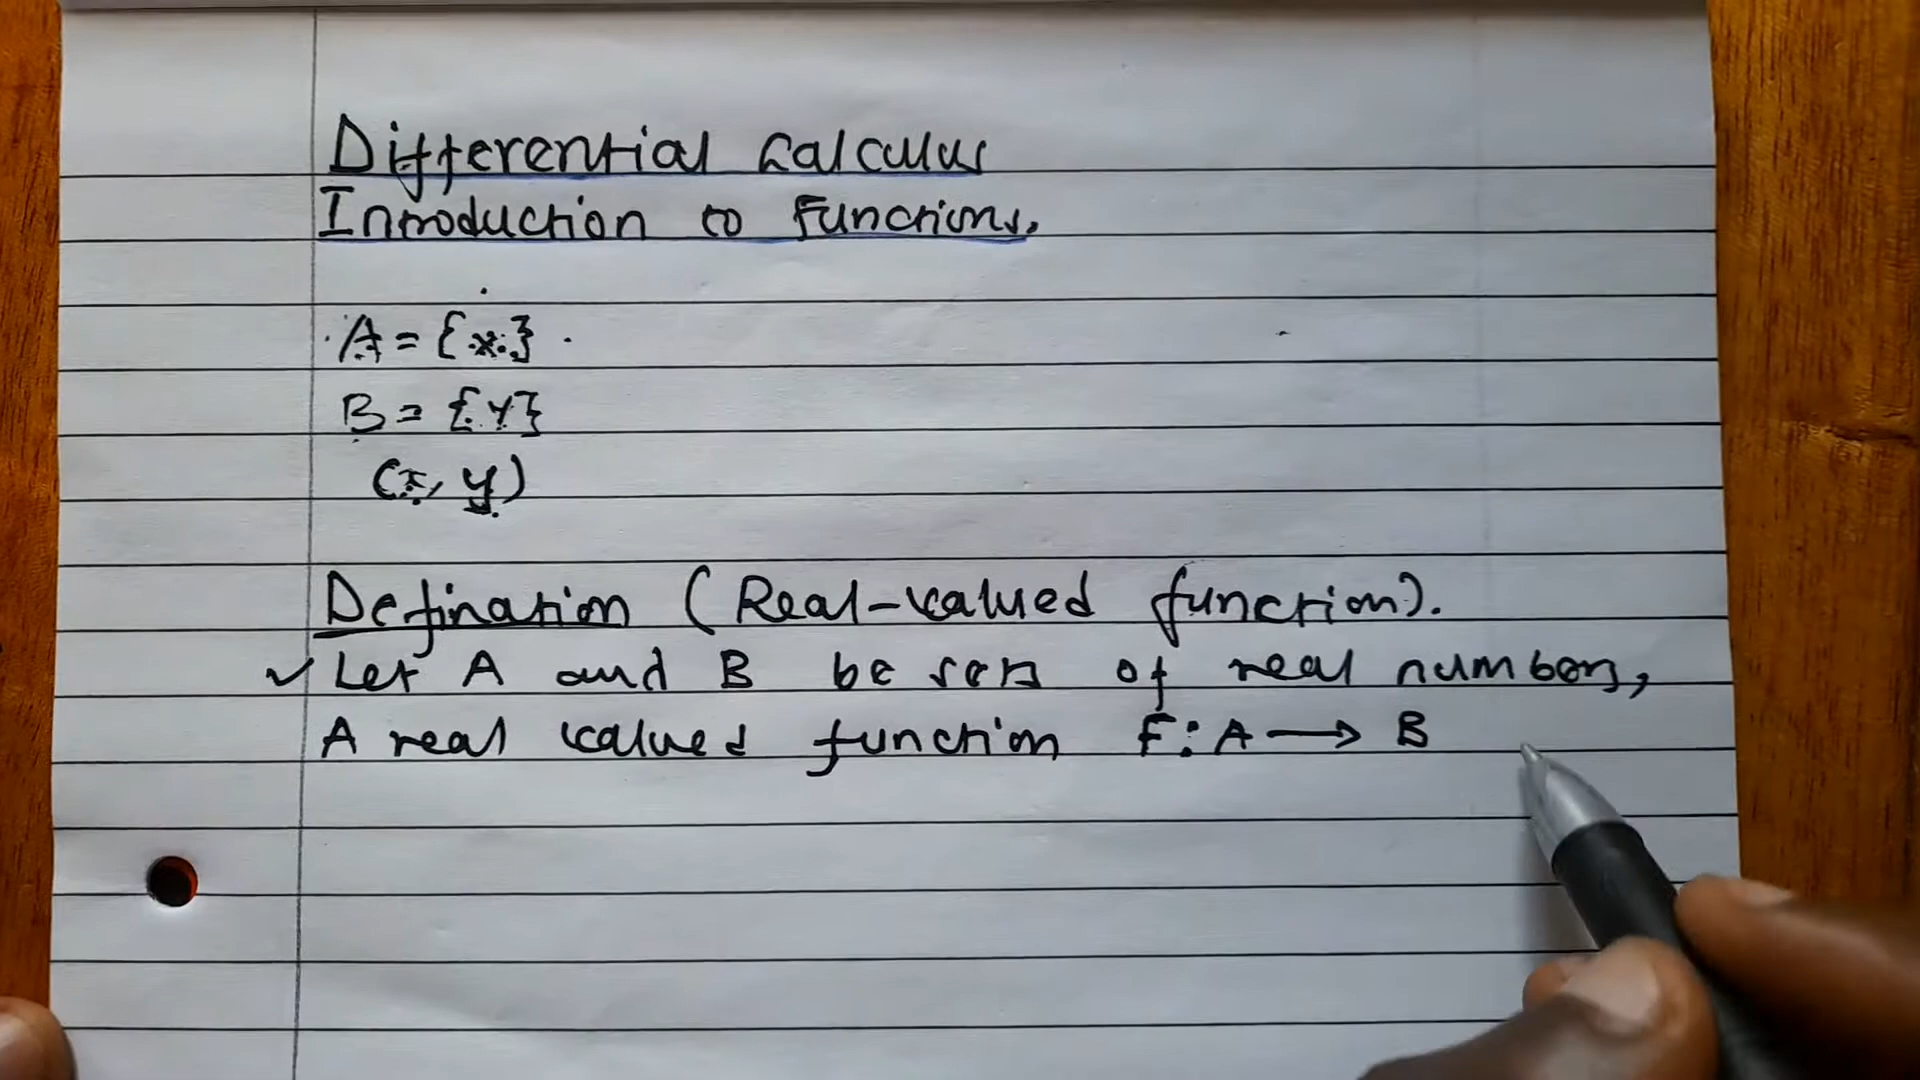 Differential Calculus
Introduction to Functions.
A = {x}
B = {Y}
(x, y)
Defination (Real-valued function).
✓ Let A and B be sets of real numbers,
A real valued function F: A ⟶ B